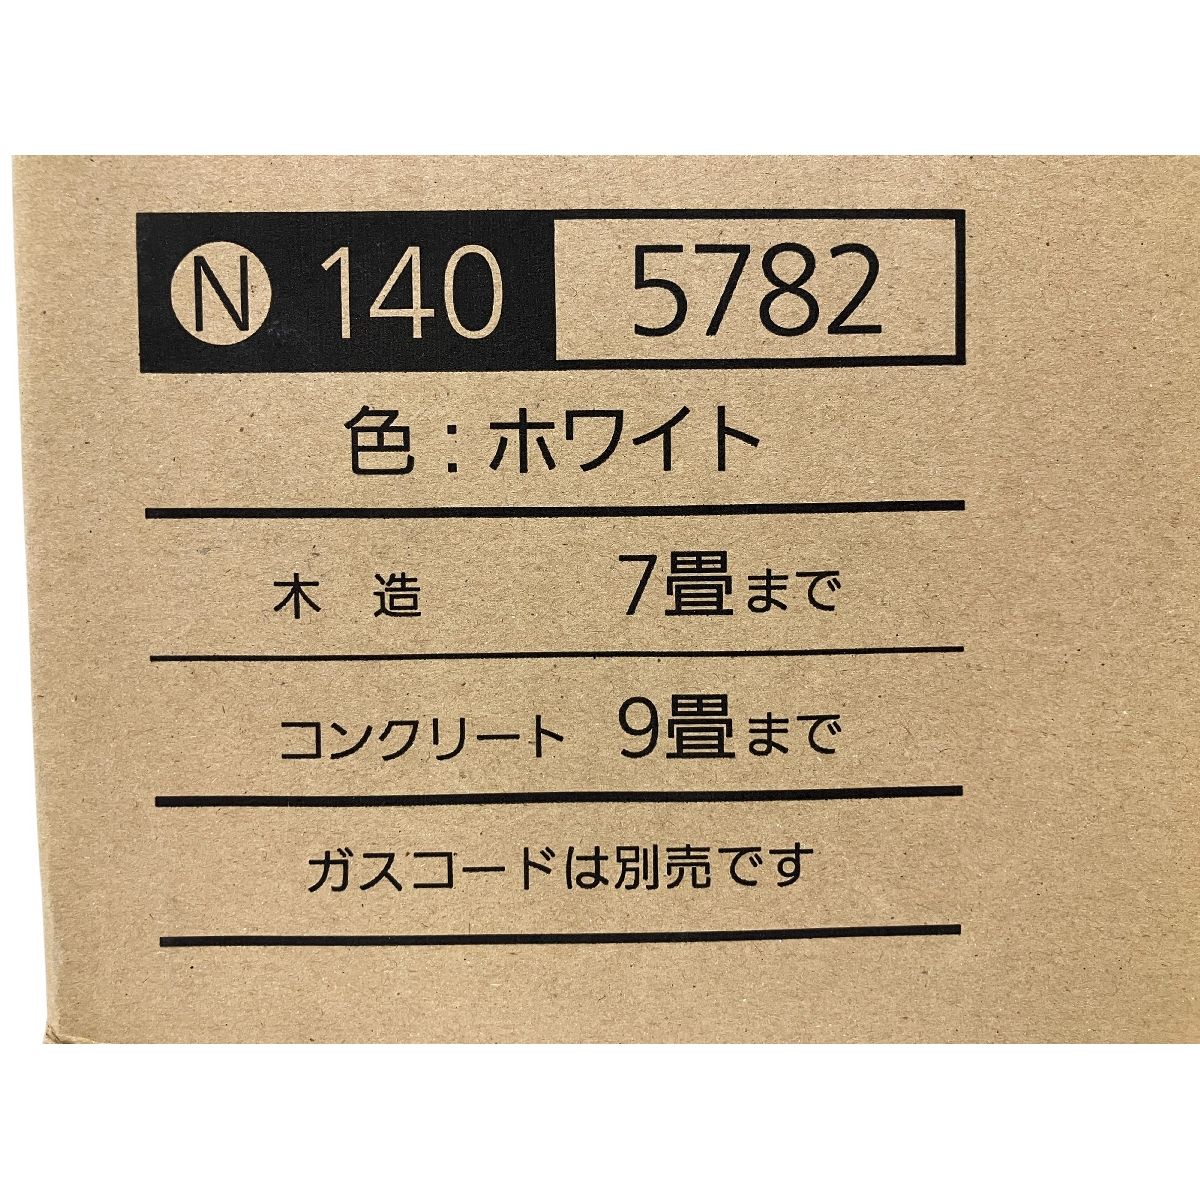 Ⓝ 140 5782
色:ホワイト
木 造 7畳まで
コンクリート 9畳まで
ガスコードは別売です